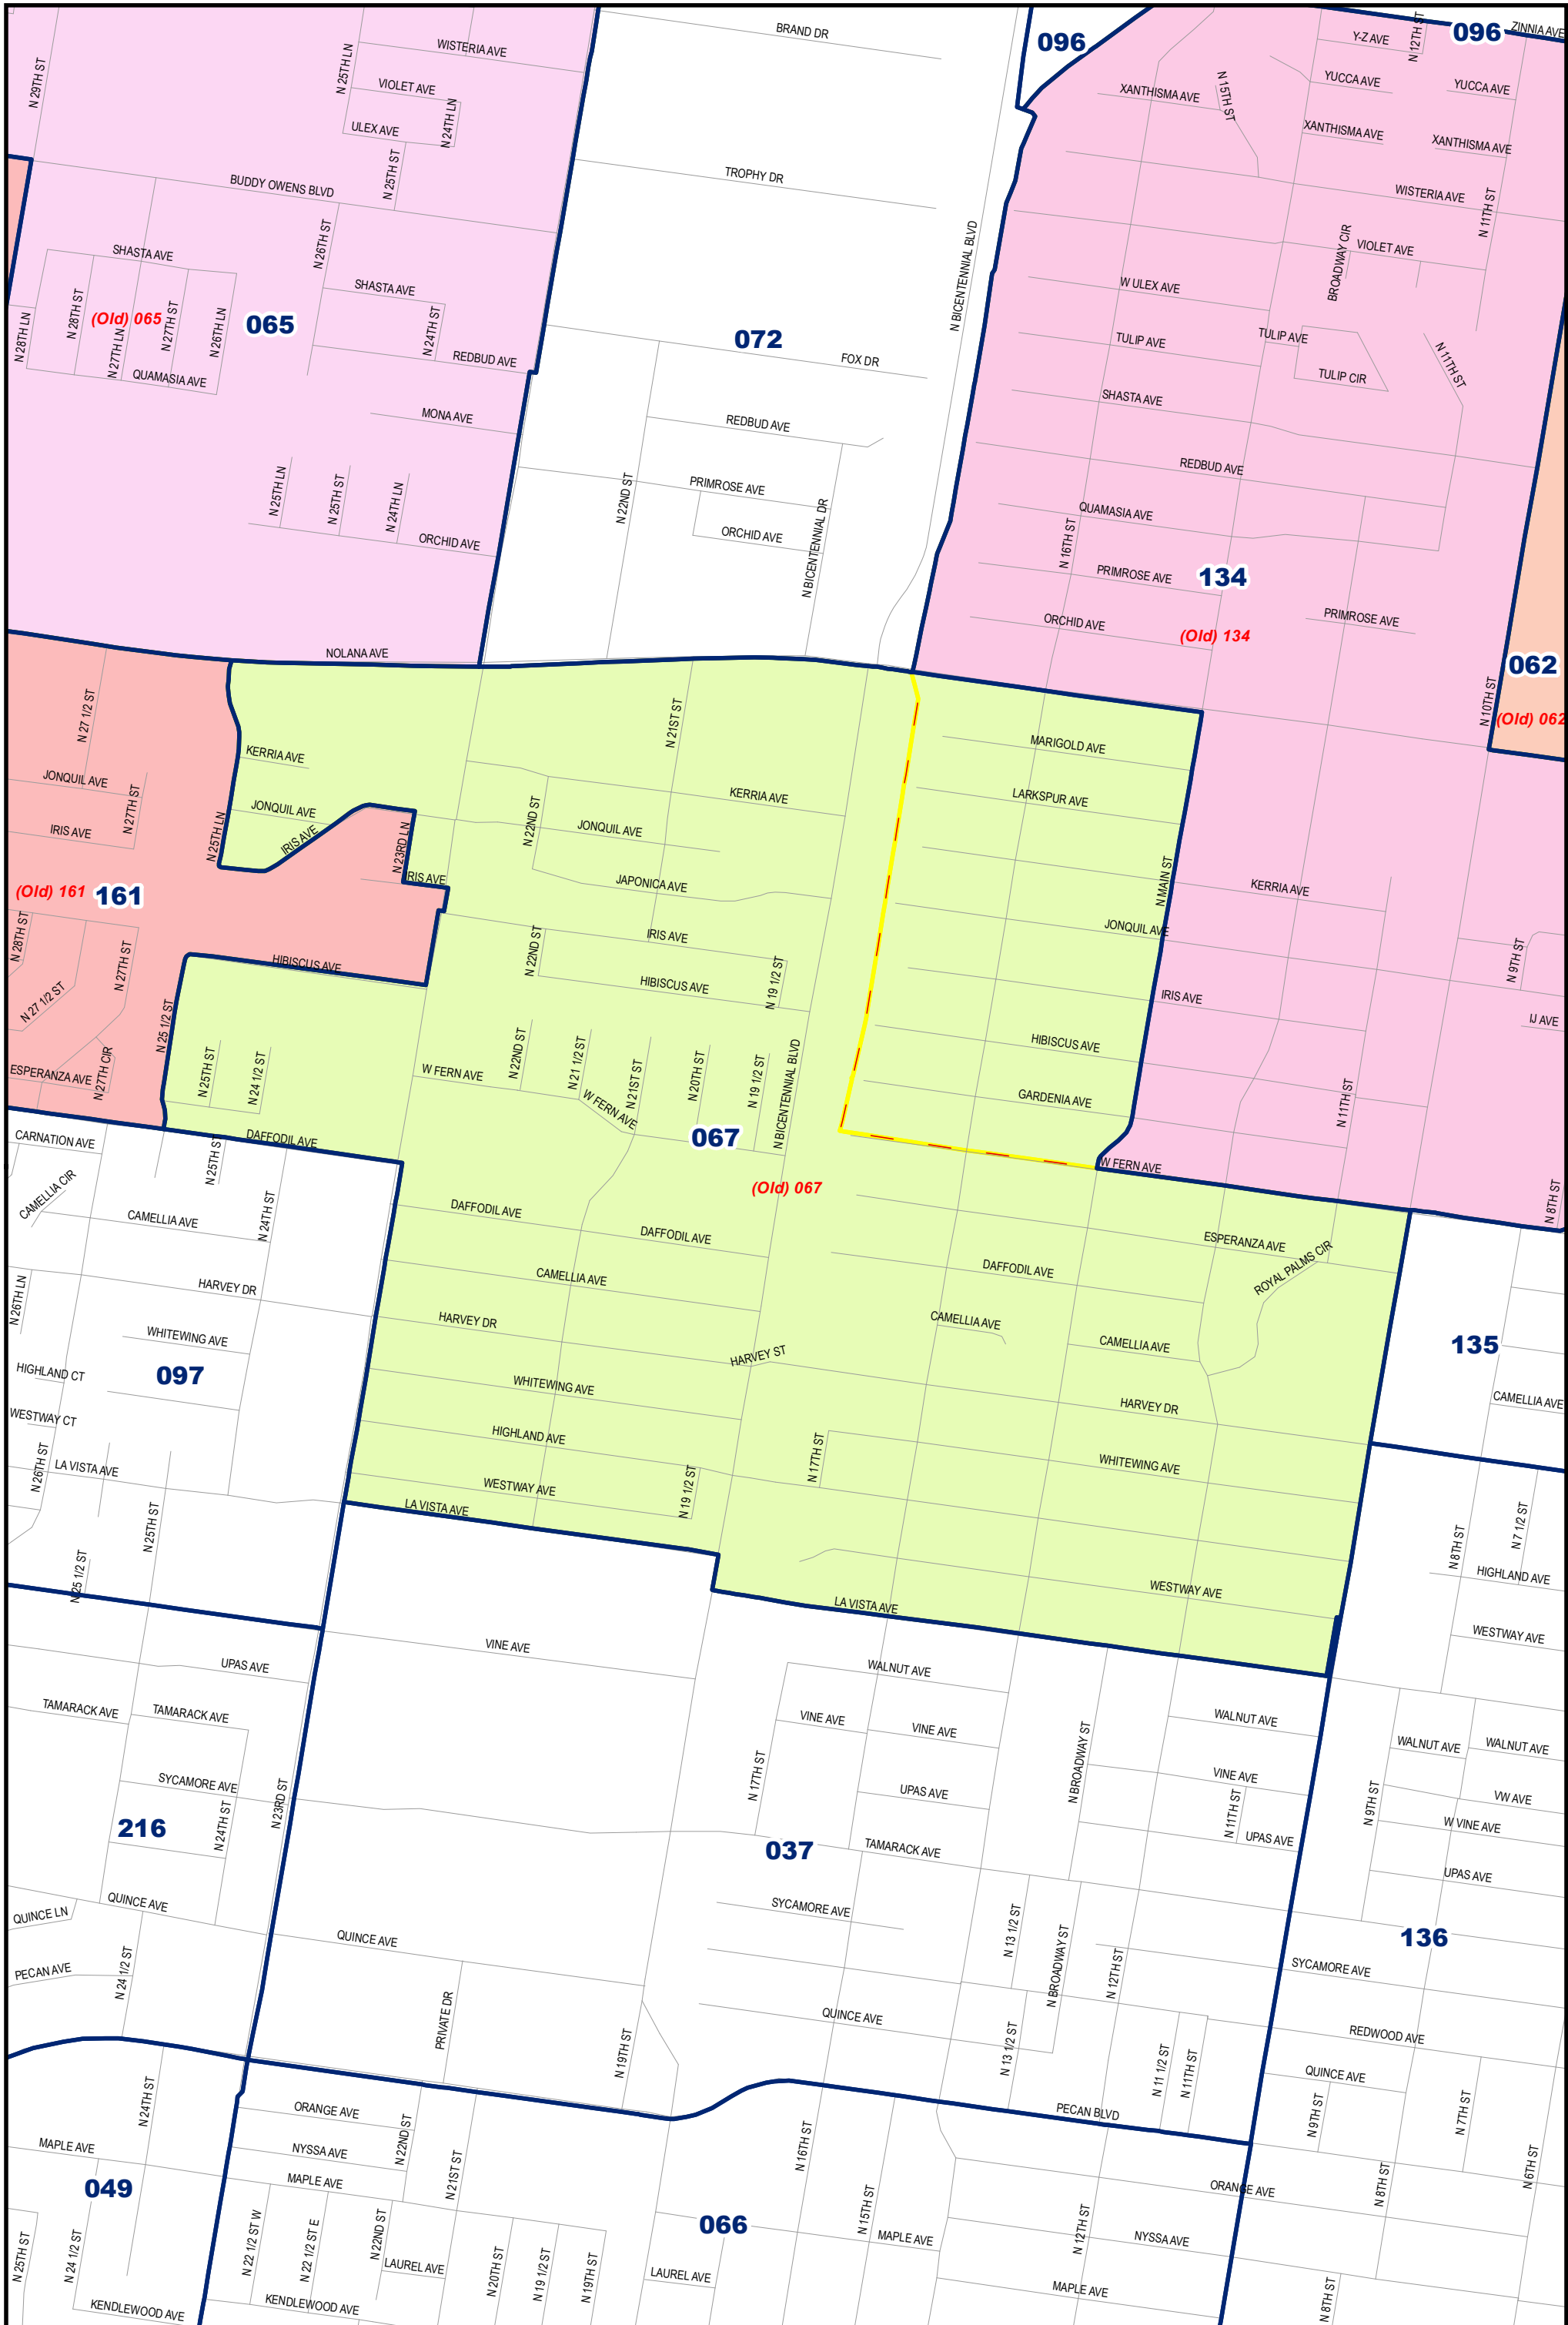 BRAND DR
096
Y-Z AVE
N 12TH ST
096
ZINNIA AVE
WISTERIA AVE
N 25TH LN
N 29TH ST
VIOLET AVE
N 24TH LN
ULEX AVE
XANTHISMA AVE
N 15TH ST
YUCCA AVE
YUCCA AVE
XANTHISMA AVE
XANTHISMA AVE
BUDDY OWENS BLVD
N 25TH ST
TROPHY DR
WISTERIA AVE
N 11TH ST
SHASTA AVE
N 26TH ST
N BICENTENNIAL BLVD
BROADWAY CIR
VIOLET AVE
SHASTA AVE
W ULEX AVE
N 28TH LN
N 28TH ST
(Old) 065
N 27TH LN
N 27TH ST
N 26TH LN
065
N 24TH ST
072
TULIP AVE
TULIP AVE
N 11TH ST
REDBUD AVE
FOX DR
QUAMASIA AVE
TULIP CIR
SHASTA AVE
MONA AVE
REDBUD AVE
REDBUD AVE
N 25TH LN
N 25TH ST
N 24TH LN
N 22ND ST
PRIMROSE AVE
QUAMASIA AVE
ORCHID AVE
ORCHID AVE
N BICENTENNIAL DR
N 16TH ST
PRIMROSE AVE
134
ORCHID AVE
PRIMROSE AVE
(Old) 134
NOLANA AVE
062
N 10TH ST
(Old) 062
N 27 1/2 ST
N 21ST ST
MARIGOLD AVE
KERRIA AVE
JONQUIL AVE
N 27TH ST
KERRIA AVE
LARKSPUR AVE
JONQUIL AVE
IRIS AVE
N 25TH LN
IRIS AVE
N 23RD LN
N 22ND ST
JONQUIL AVE
IRIS AVE
JAPONICA AVE
N MAIN ST
KERRIA AVE
(Old) 161
161
JONQUIL AVE
N 28TH ST
N 27TH ST
HIBISCUS AVE
N 22ND ST
IRIS AVE
HIBISCUS AVE
N 19 1/2 ST
N 9TH ST
IRIS AVE
N 27 1/2 ST
N 25 1/2 ST
IJ AVE
ESPERANZA AVE
N 27TH CIR
N 25TH ST
N 24 1/2 ST
W FERN AVE
N 22ND ST
N 21 1/2 ST
W FERN AVE
N 21ST ST
N 20TH ST
N 19 1/2 ST
N BICENTENNIAL BLVD
HIBISCUS AVE
GARDENIA AVE
N 11TH ST
CARNATION AVE
DAFFODIL AVE
067
N 25TH ST
W FERN AVE
CAMELLIA CIR
(Old) 067
N 8TH ST
CAMELLIA AVE
N 24TH ST
DAFFODIL AVE
DAFFODIL AVE
ESPERANZA AVE
ROYAL PALMS CIR
DAFFODIL AVE
N 26TH LN
HARVEY DR
CAMELLIA AVE
HARVEY DR
CAMELLIA AVE
CAMELLIA AVE
WHITEWING AVE
HARVEY ST
135
HIGHLAND CT
097
WHITEWING AVE
HARVEY DR
CAMELLIA AVE
WESTWAY CT
HIGHLAND AVE
N 17TH ST
N 26TH ST
LA VISTA AVE
WHITEWING AVE
WESTWAY AVE
N 19 1/2 ST
LA VISTA AVE
N 25TH ST
N 25 1/2 ST
N 8TH ST
N 7 1/2 ST
HIGHLAND AVE
WESTWAY AVE
LA VISTA AVE
WESTWAY AVE
UPAS AVE
VINE AVE
WALNUT AVE
TAMARACK AVE
TAMARACK AVE
VINE AVE
VINE AVE
WALNUT AVE
WALNUT AVE
WALNUT AVE
N 17TH ST
N BROADWAY ST
SYCAMORE AVE
N 23RD ST
UPAS AVE
VINE AVE
N 11TH ST
N 9TH ST
VW AVE
216
N 24TH ST
W VINE AVE
037
TAMARACK AVE
UPAS AVE
UPAS AVE
QUINCE AVE
QUINCE LN
SYCAMORE AVE
N 13 1/2 ST
136
QUINCE AVE
PECAN AVE
N 24 1/2 ST
N BROADWAY ST
N 12TH ST
SYCAMORE AVE
PRIVATE DR
N 19TH ST
QUINCE AVE
N 13 1/2 ST
N 11 1/2 ST
N 11TH ST
REDWOOD AVE
QUINCE AVE
N 24TH ST
ORANGE AVE
N 22ND ST
PECAN BLVD
N 9TH ST
N 7TH ST
MAPLE AVE
NYSSA AVE
N 21ST ST
N 16TH ST
N 6TH ST
049
MAPLE AVE
ORANGE AVE
N 8TH ST
N 25TH ST
N 24 1/2 ST
N 22 1/2 ST W
N 22 1/2 ST E
N 22ND ST
066
N 15TH ST
MAPLE AVE
N 12TH ST
NYSSA AVE
LAUREL AVE
N 20TH ST
N 19 1/2 ST
N 19TH ST
LAUREL AVE
MAPLE AVE
N 8TH ST
KENDLEWOOD AVE
KENDLEWOOD AVE